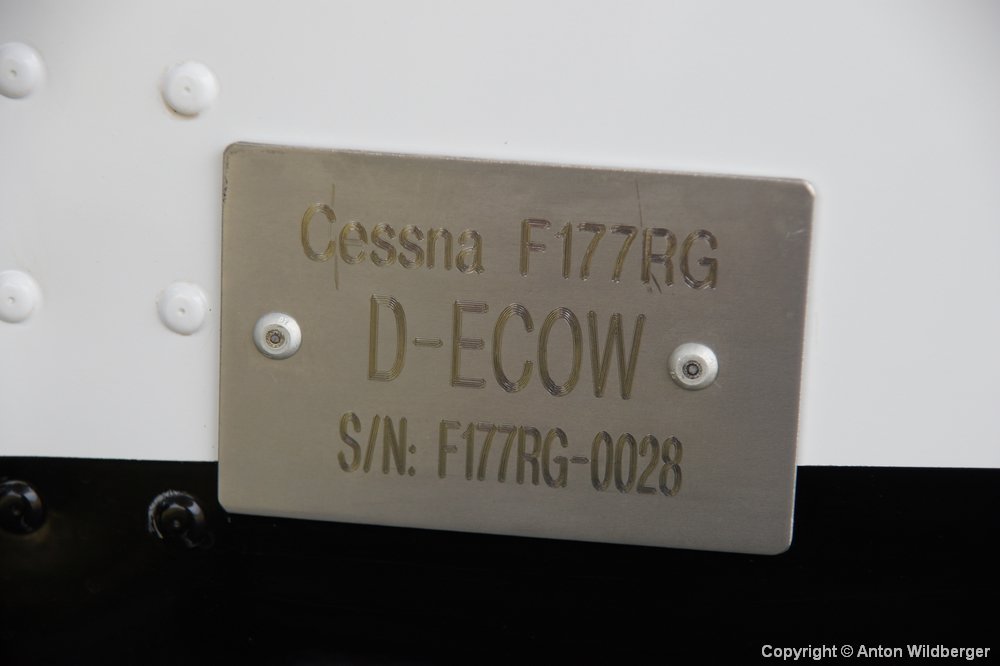 Cessna F177RG
D-ECOW
S/N: F177RG-0028
Copyright © Anton Wildberger